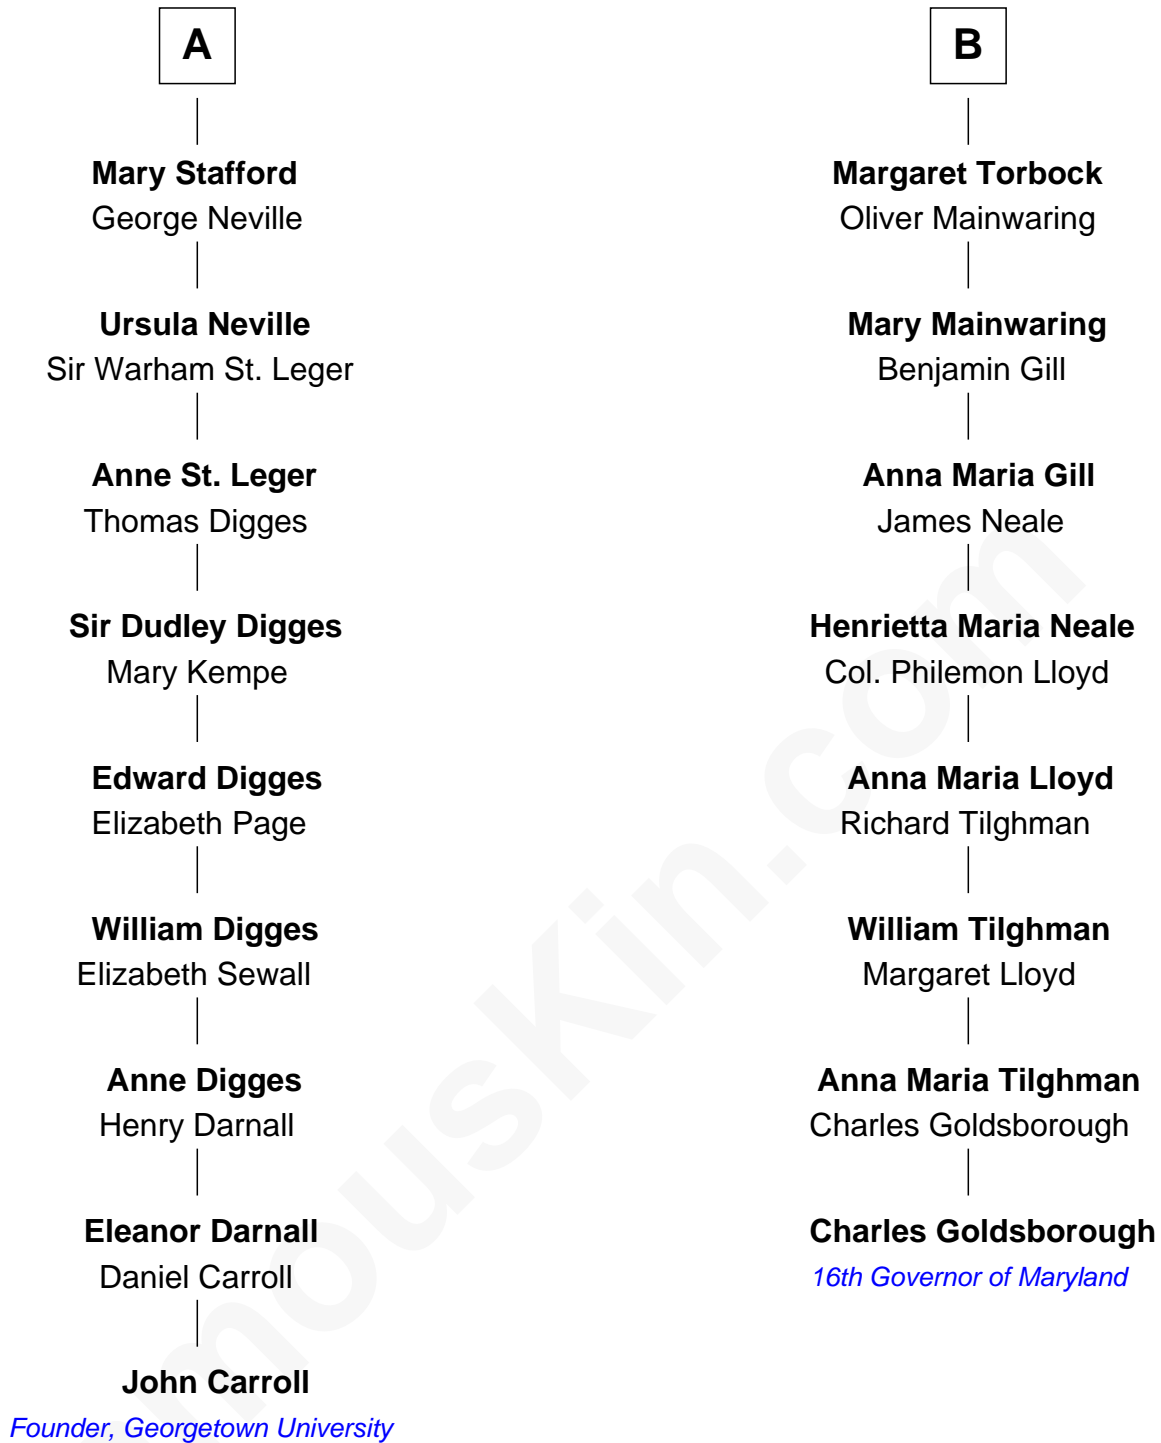 A
Mary Stafford
George Neville
Ursula Neville
Sir Warham St. Leger
Anne St. Leger
Thomas Digges
Sir Dudley Digges
Mary Kempe
Edward Digges
Elizabeth Page
William Digges
Elizabeth Sewall
Anne Digges
Henry Darnall
Eleanor Darnall
Daniel Carroll
John Carroll
Founder, Georgetown University
B
Margaret Torbock
Oliver Mainwaring
Mary Mainwaring
Benjamin Gill
Anna Maria Gill
James Neale
Henrietta Maria Neale
Col. Philemon Lloyd
Anna Maria Lloyd
Richard Tilghman
William Tilghman
Margaret Lloyd
Anna Maria Tilghman
Charles Goldsborough
Charles Goldsborough
16th Governor of Maryland
mousKin.com